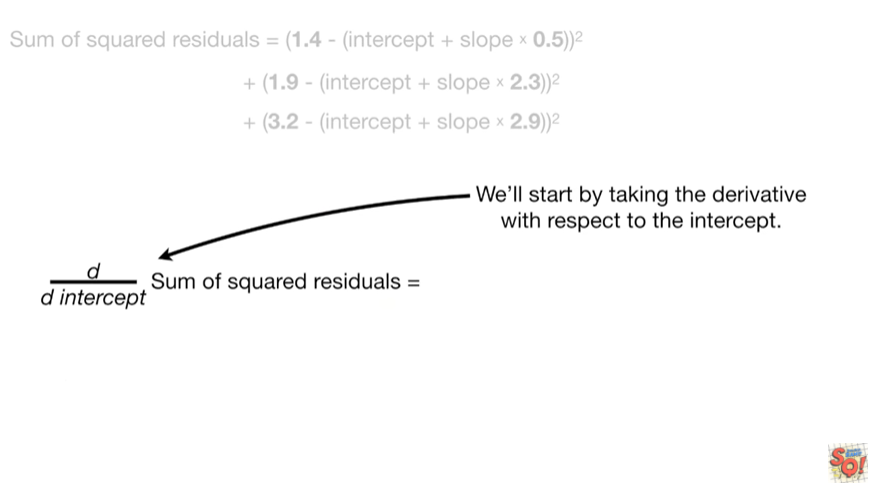 Sum of squared residuals = (1.4 - (intercept + slope × 0.5))²
+ (1.9 - (intercept + slope × 2.3))²
+ (3.2 - (intercept + slope × 2.9))²
We'll start by taking the derivative
with respect to the intercept.
d
d intercept
Sum of squared residuals =
SQ!